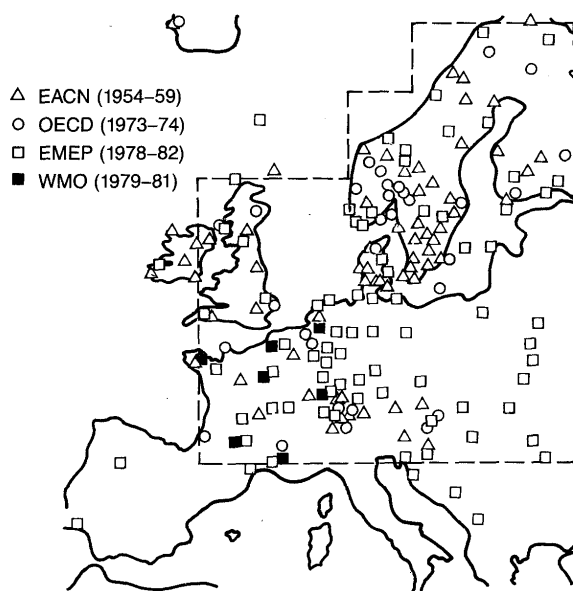 △ EACN (1954–59)
○ OECD (1973–74)
□ EMEP (1978–82)
■ WMO (1979–81)